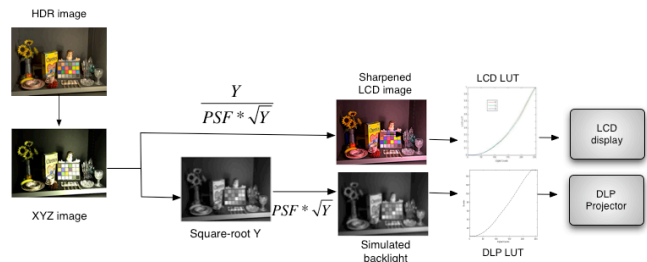 HDR image
XYZ image
Y
PSF * √Y
Square-root Y
PSF * √Y
Sharpened
LCD image
Simulated
backlight
LCD LUT
DLP LUT
LCD
display
DLP
Projector